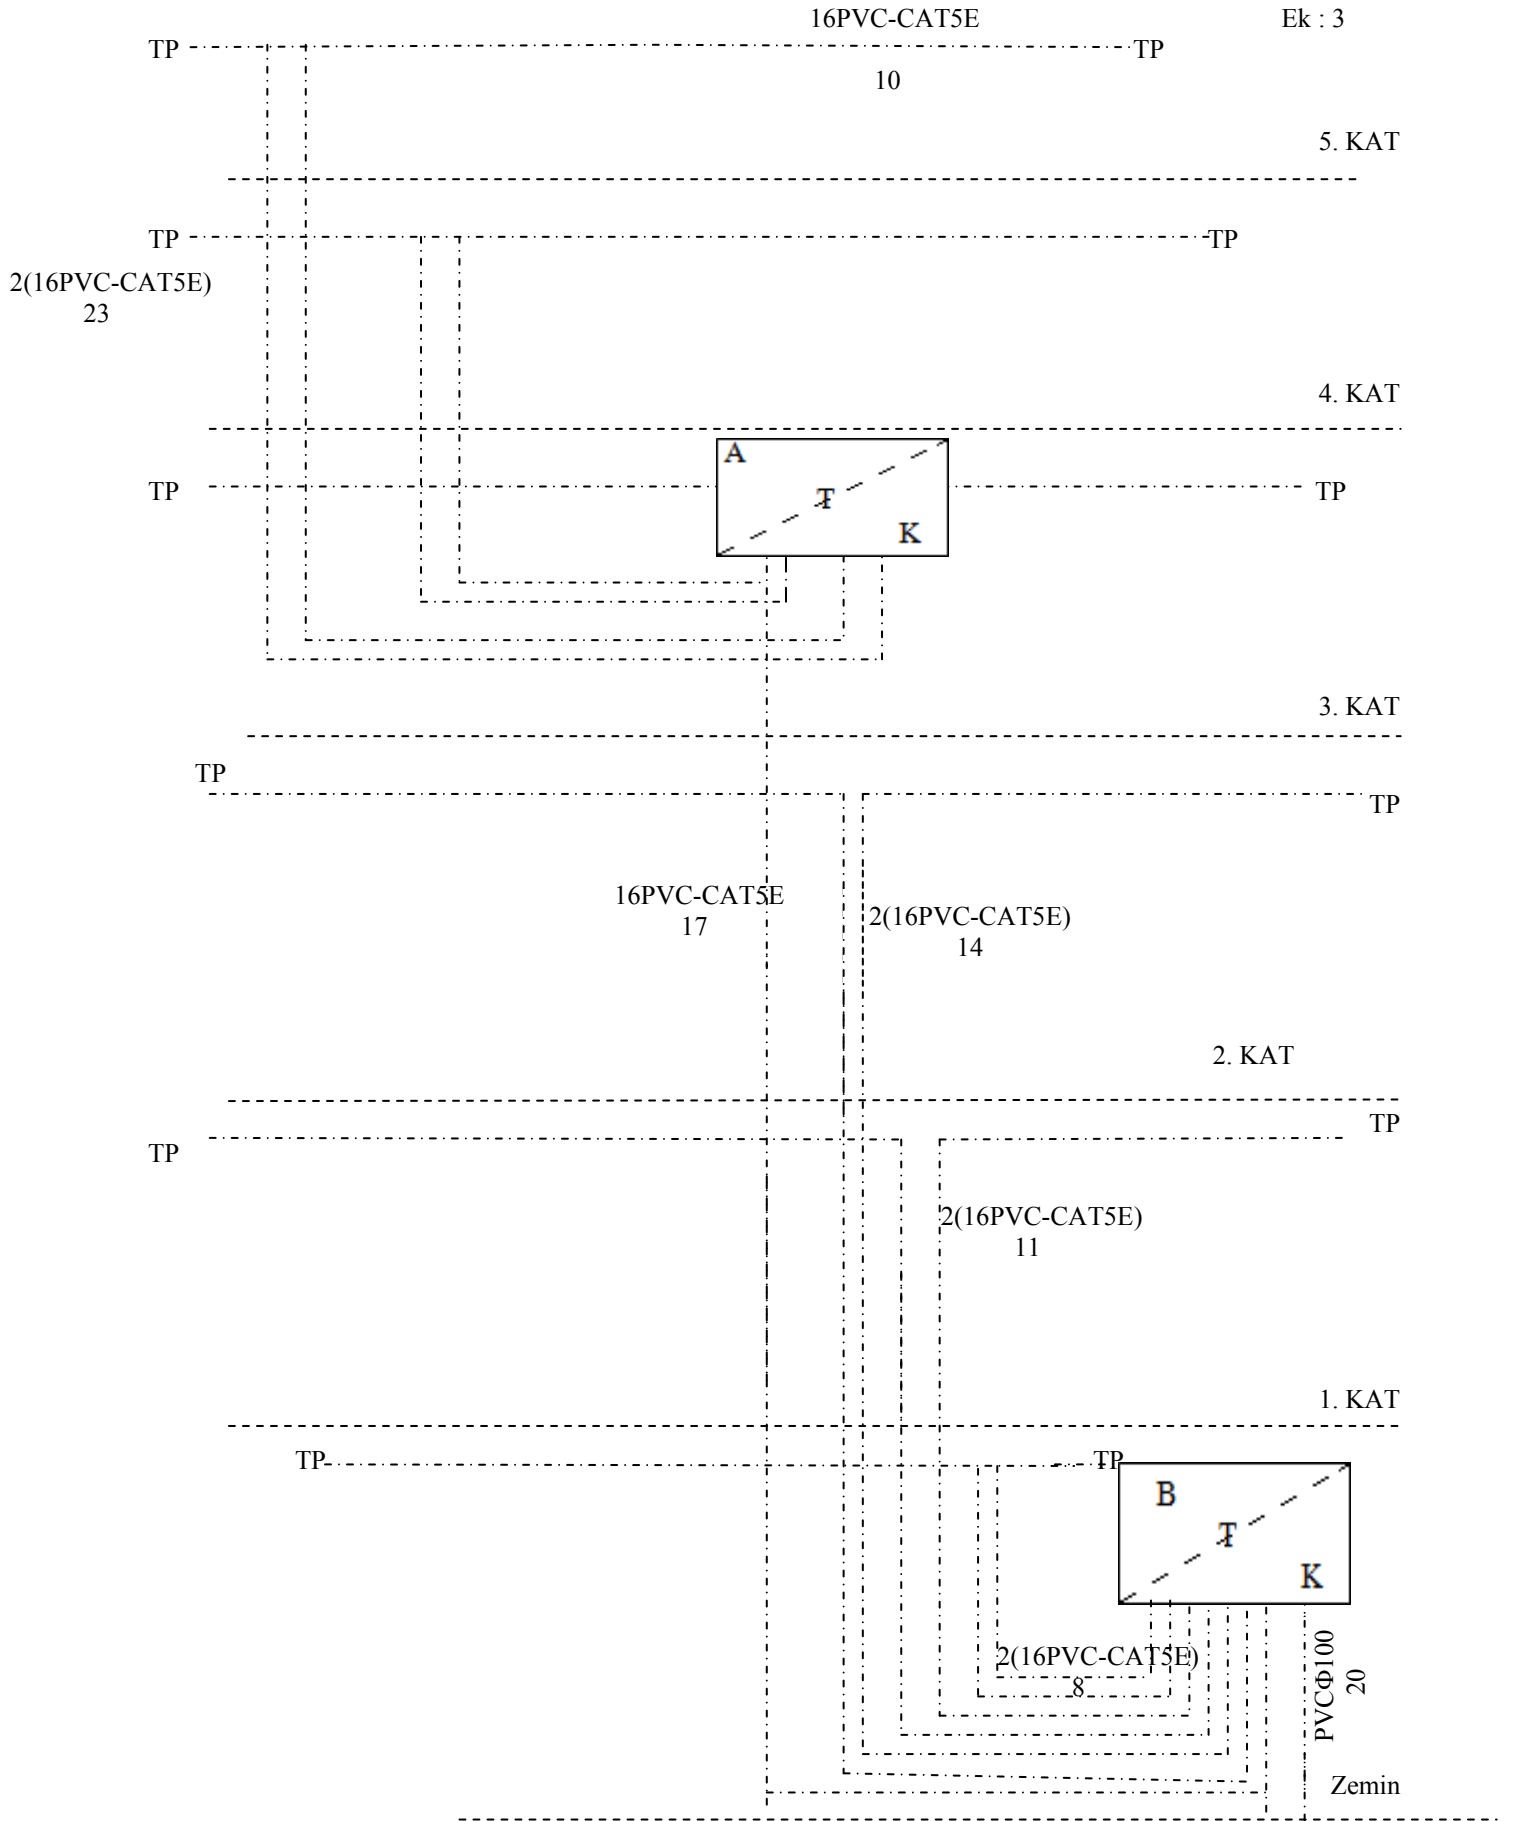 16PVC-CAT5E
Ek : 3
TP
TP
10
5. KAT
TP
TP
2(16PVC-CAT5E)
23
4. KAT
A
T
K
TP
TP
3. KAT
TP
TP
16PVC-CAT5E
17
2(16PVC-CAT5E)
14
2. KAT
TP
TP
2(16PVC-CAT5E)
11
1. KAT
TP
TP
B
T
K
2(16PVC-CAT5E)
8
PVCΦ100
20
Zemin